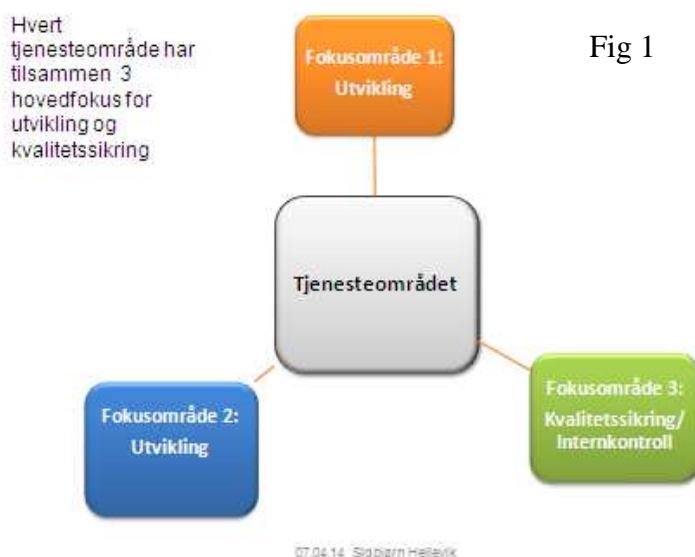 Hvert
tjenesteområde har
tilsammen 3
hovedfokus for
utvikling og
kvalitetssikring
Fokusområde 1:
Utvikling
Fig 1
Tjenesteområdet
Fokusområde 2:
Utvikling
Fokusområde 3:
Kvalitetssikring/
Internkontroll
07.04.14 Sigbjørn Hellevik